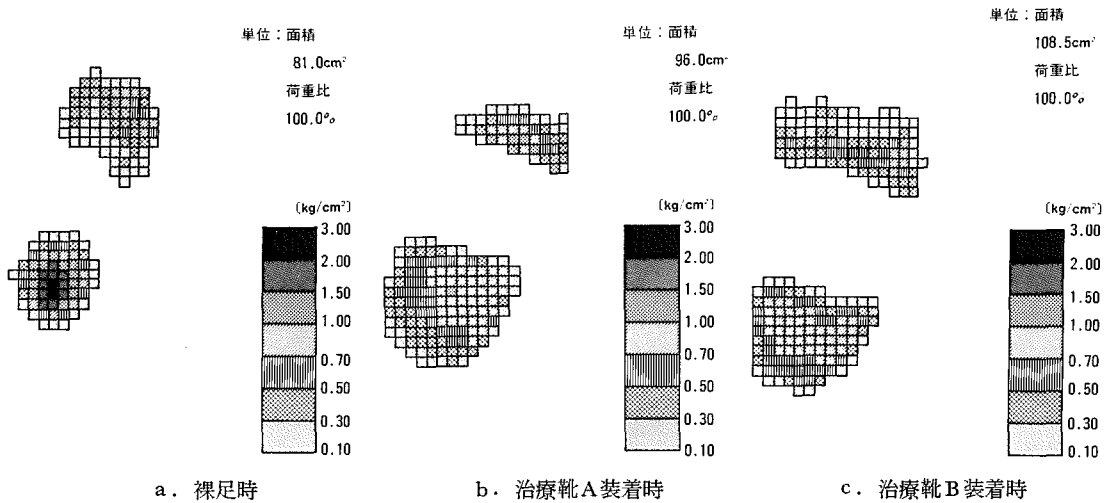 単位：面積
81.0cm²
荷重比
100.0%
[kg/cm²]
3.00
2.00
1.50
1.00
0.70
0.50
0.30
0.10
a．裸足時
単位：面積
96.0cm²
荷重比
100.0%
[kg/cm²]
3.00
2.00
1.50
1.00
0.70
0.50
0.30
0.10
b．治療靴A装着時
単位：面積
108.5cm²
荷重比
100.0%
[kg/cm²]
3.00
2.00
1.50
1.00
0.70
0.50
0.30
0.10
c．治療靴B装着時